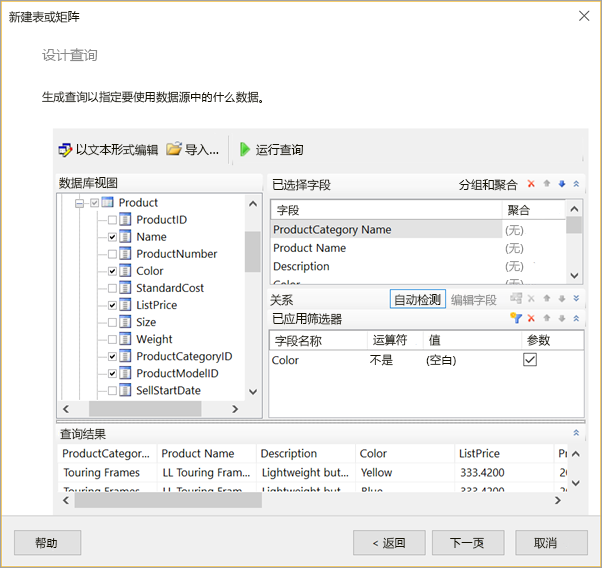 新建表或矩阵
设计查询
生成查询以指定要使用数据源中的什么数据。
以文本形式编辑 导入... 运行查询
数据库视图
Product
ProductID
Name
ProductNumber
Color
StandardCost
ListPrice
Size
Weight
ProductCategoryID
ProductModelID
SellStartDate
已选择字段 分组和聚合
字段 聚合
ProductCategory Name (无)
Product Name (无)
Description (无)
Color (无)
关系 自动检测 编辑字段
已应用筛选器
字段名称 运算符 值 参数
Color 不是 (空白)
查询结果
ProductCategor... Product Name Description Color ListPrice
Touring Frames LL Touring Fram... Lightweight but... Yellow 333.4200
Touring Frames LL Touring Fram... Lightweight but... Blue 333.4200
帮助 < 返回 下一页 取消